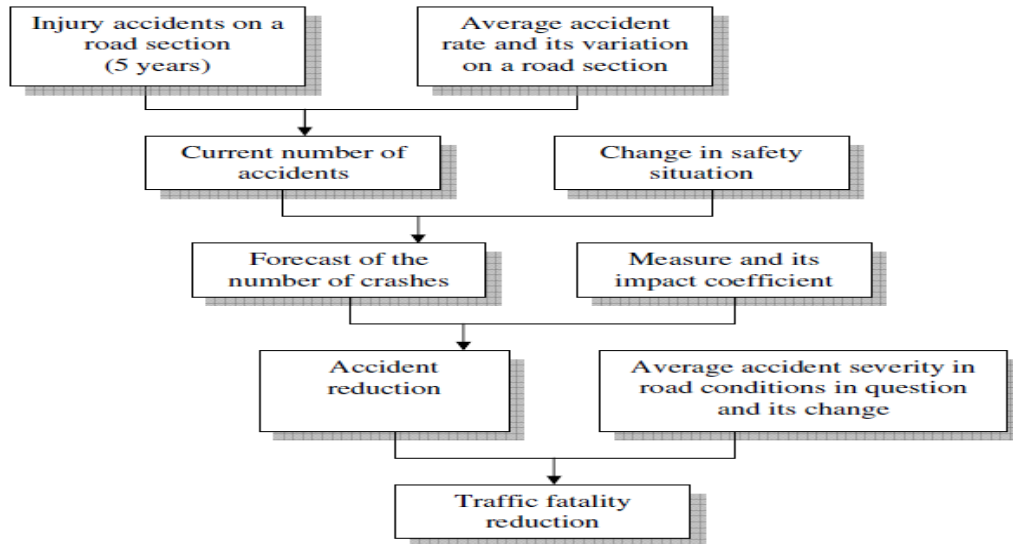 Injury accidents on a
road section
(5 years)
Average accident
rate and its variation
on a road section
Current number of
accidents
Change in safety
situation
Forecast of the
number of crashes
Measure and its
impact coefficient
Accident
reduction
Average accident severity in
road conditions in question
and its change
Traffic fatality
reduction